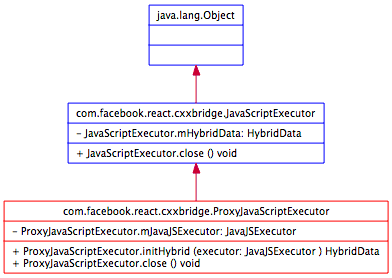 java.lang.Object
com.facebook.react.cxxbridge.JavaScriptExecutor
- JavaScriptExecutor.mHybridData: HybridData
+ JavaScriptExecutor.close () void
com.facebook.react.cxxbridge.ProxyJavaScriptExecutor
- ProxyJavaScriptExecutor.mJavaJSExecutor: JavaJSExecutor
+ ProxyJavaScriptExecutor.initHybrid (executor: JavaJSExecutor ) HybridData
+ ProxyJavaScriptExecutor.close () void